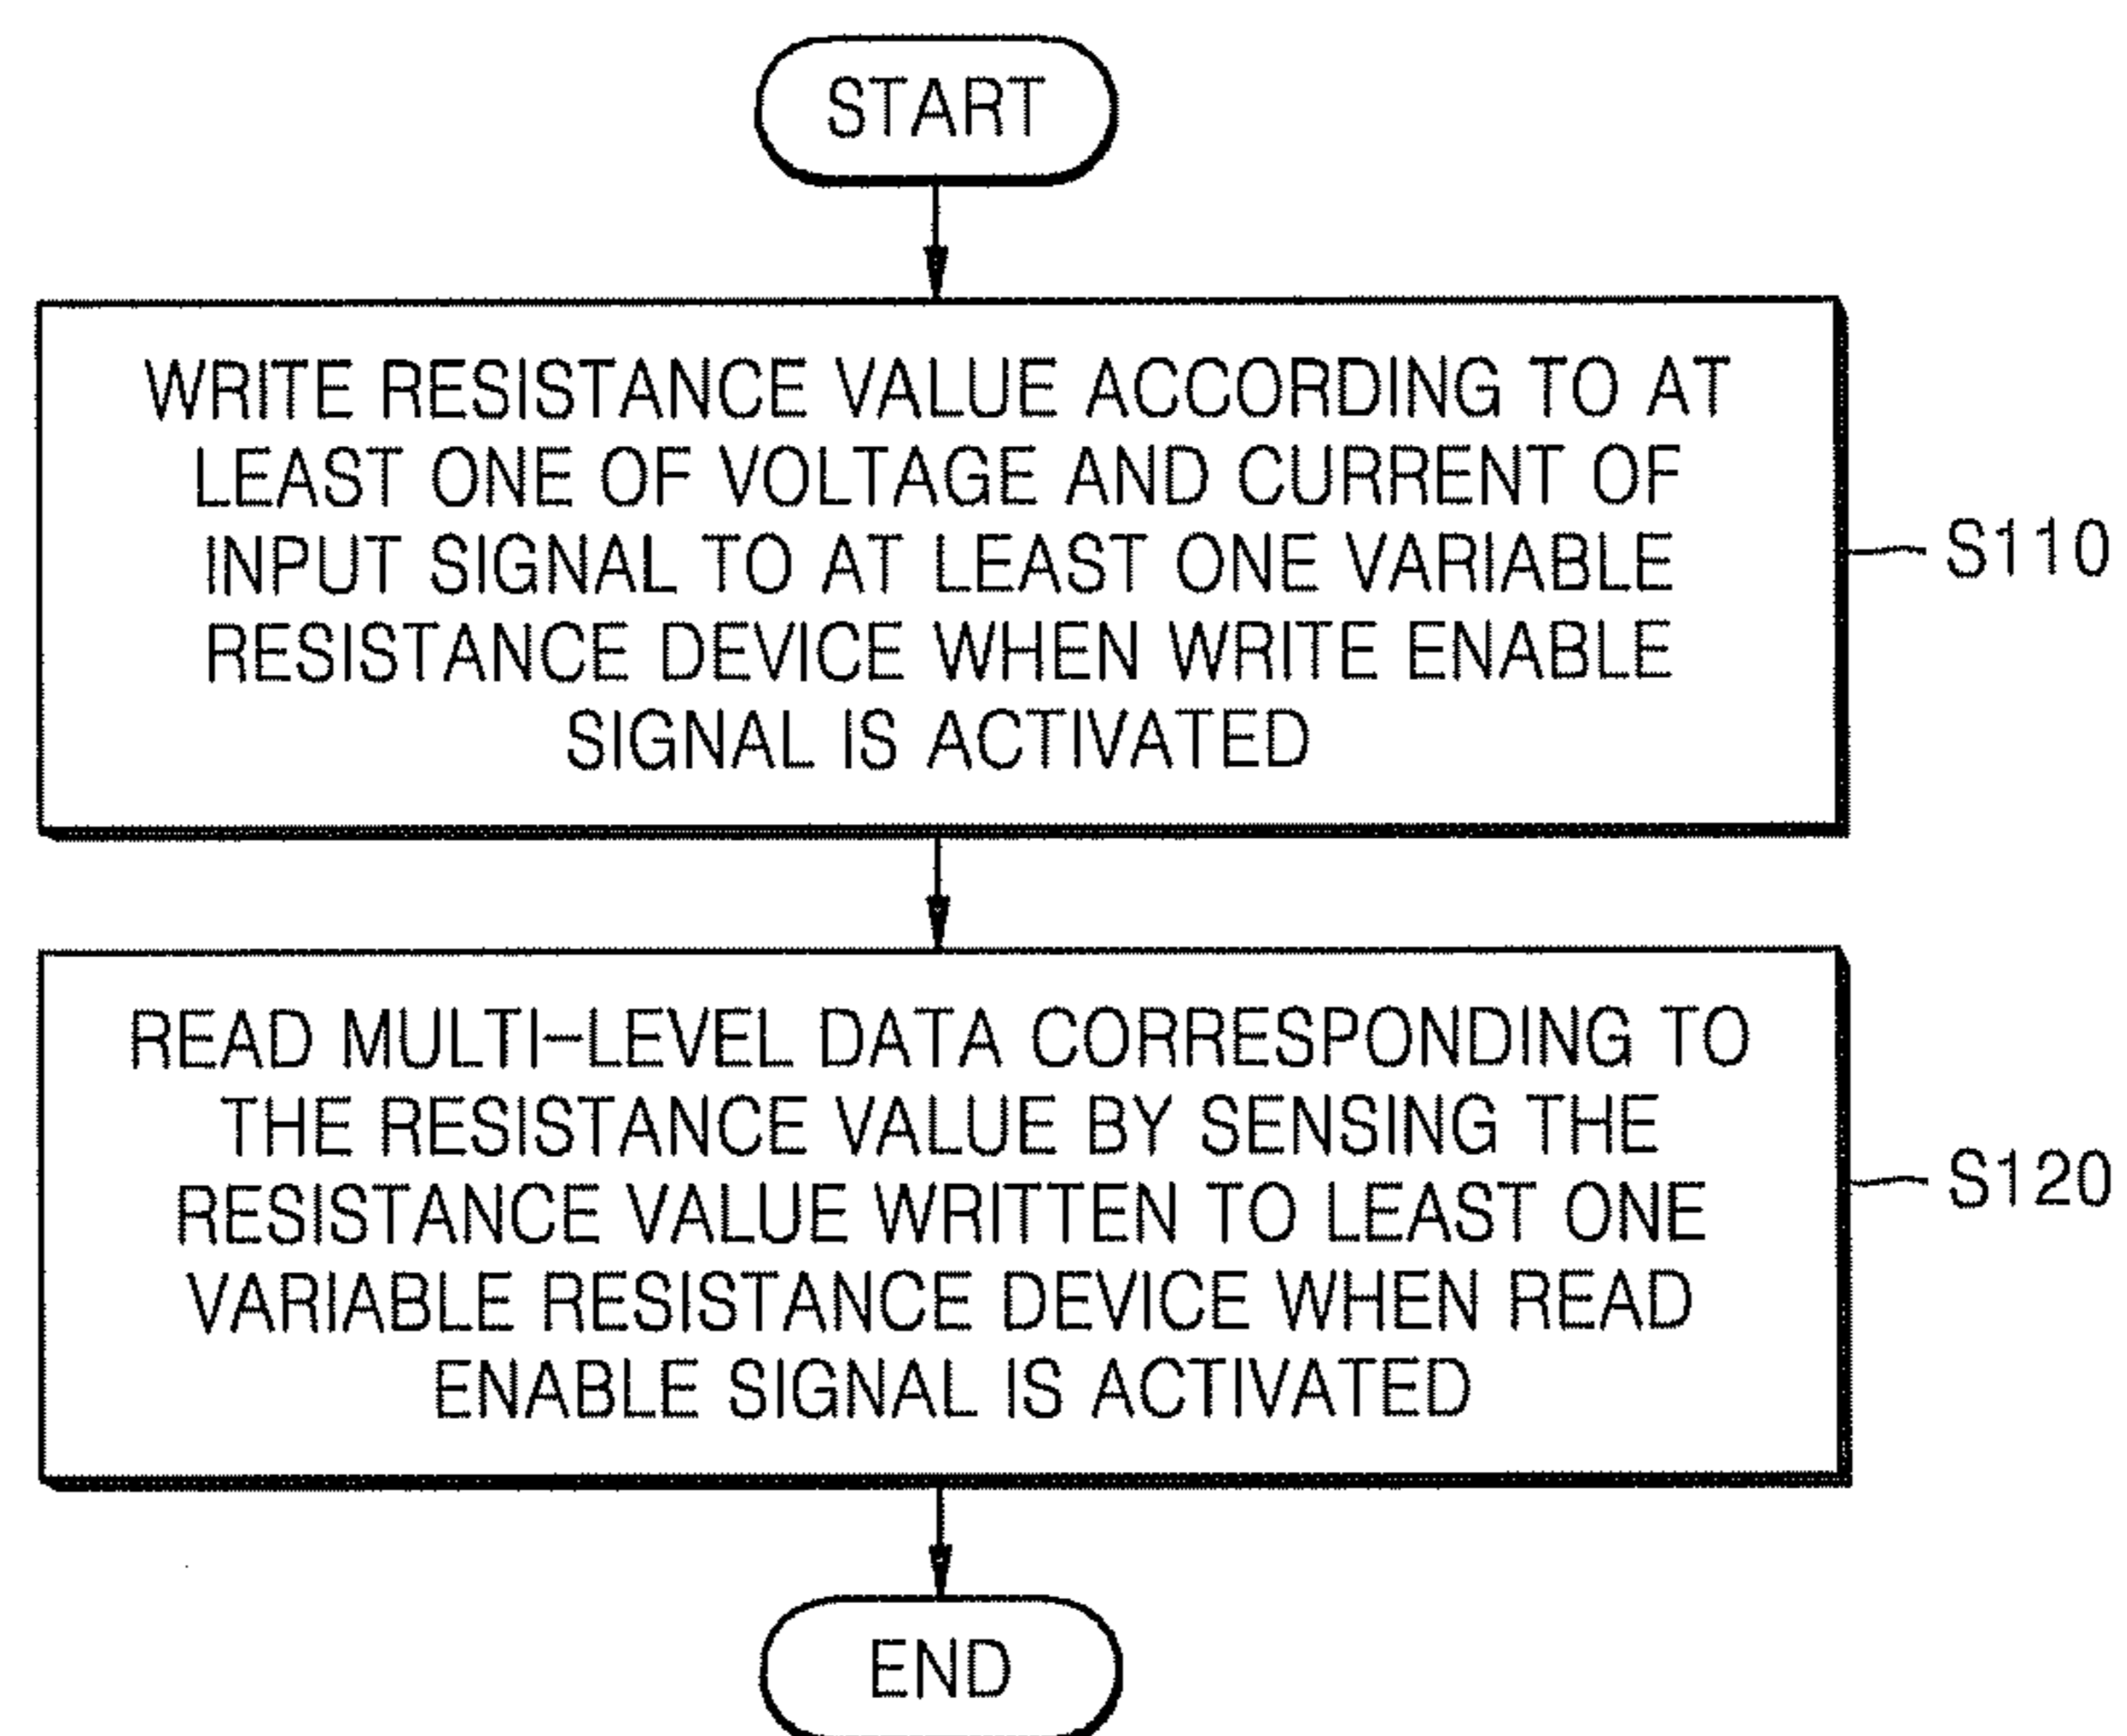 START
WRITE RESISTANCE VALUE ACCORDING TO AT
LEAST ONE OF VOLTAGE AND CURRENT OF
INPUT SIGNAL TO AT LEAST ONE VARIABLE
RESISTANCE DEVICE WHEN WRITE ENABLE
SIGNAL IS ACTIVATED
S110
READ MULTI-LEVEL DATA CORRESPONDING TO
THE RESISTANCE VALUE BY SENSING THE
RESISTANCE VALUE WRITTEN TO LEAST ONE
VARIABLE RESISTANCE DEVICE WHEN READ
ENABLE SIGNAL IS ACTIVATED
S120
END